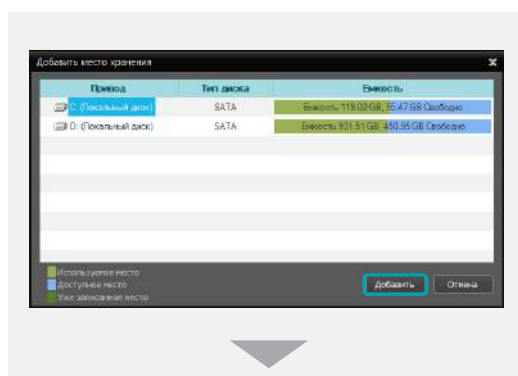 Добавить место хранения
Привод Тип диска Емкость
C: (Локальный диск) SATA Емкость 119.02 GB, 55.47 GB Свободно
D: (Локальный диск) SATA Емкость 931.51 GB, 450.95 GB Свободно
Используемое место
Доступное место
Уже записанное место
Добавить Отмена